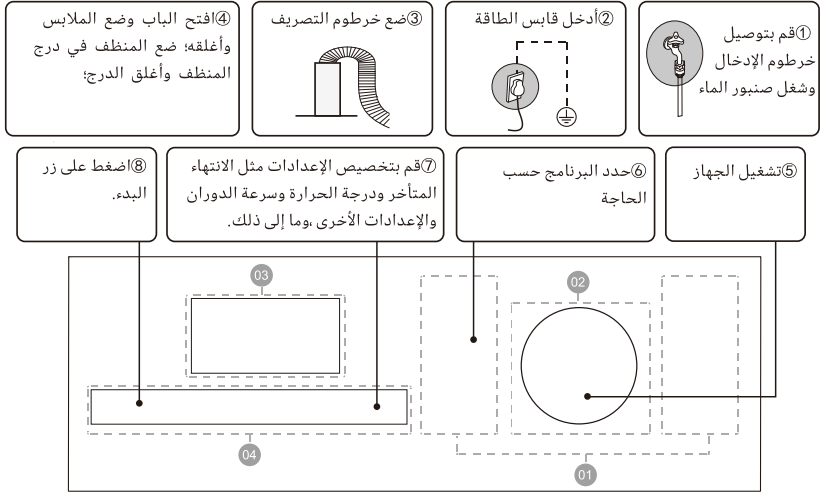 ①قم بتوصيل
خرطوم الإدخال
وشغل صنبور الماء
②أدخل قابس الطاقة
③ضع خرطوم التصريف
④افتح الباب وضع الملابس
وأغلقه؛ ضع المنظف في درج
المنظف وأغلق الدرج؛
⑤تشغيل الجهاز
⑥حدد البرنامج حسب
الحاجة
⑦قم بتخصيص الإعدادات مثل الانتهاء
المتأخر ودرجة الحرارة وسرعة الدوران
والإعدادات الأخرى ،وما إلى ذلك.
⑧اضغط على زر
البدء.
03
02
04
01